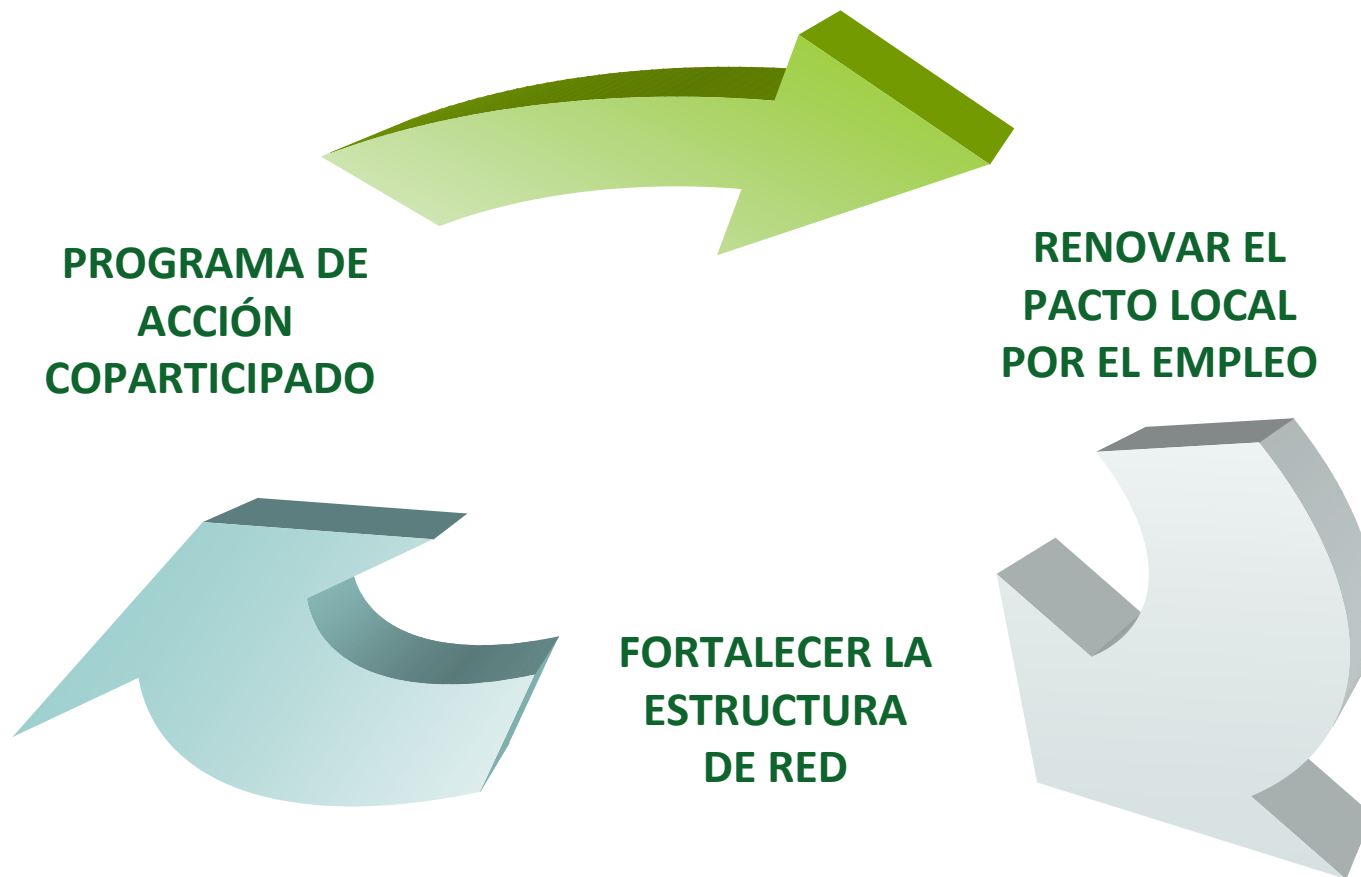 PROGRAMA DE
ACCIÓN
COPARTICIPADO
RENOVAR EL
PACTO LOCAL
POR EL EMPLEO
FORTALECER LA
ESTRUCTURA
DE RED